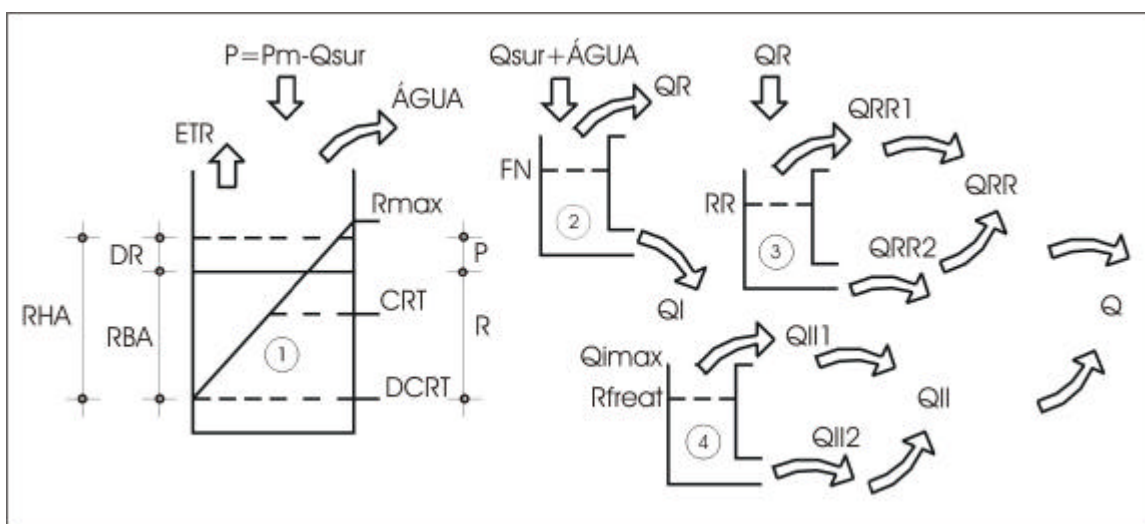 P=Pm-Qsur
ÁGUA
ETR
Rmax
DR
P
CRT
RHA
RBA
R
1
DCRT
Qsur+ÁGUA
QR
FN
2
QI
QR
QRR1
RR
QRR
3
QRR2
Q
Qimax
QII1
Rfreat
QII
4
QII2